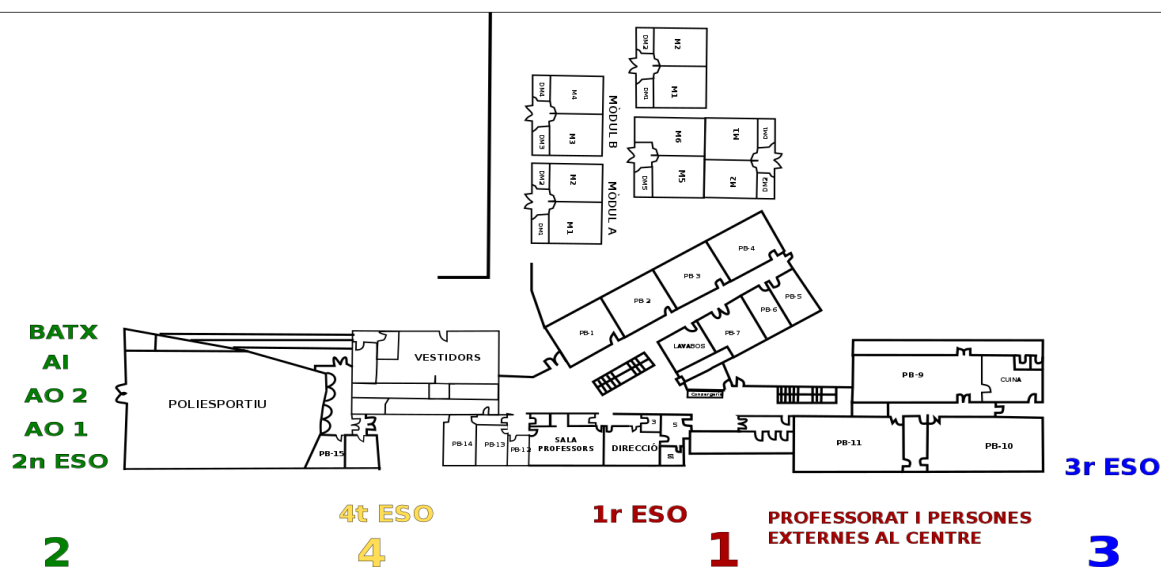 DM2
M2
DM1
M1
DM4
M4
DM3
M3
MÒDUL B
M6
M1
DM1
DM5
M5
M2
DM2
DM2
M2
DM1
M1
MÒDUL A
PB-4
PB-3
PB-2
PB-1
PB-5
PB-6
PB-7
LAVABOS
Consergeria
BATX
AI
AO 2
AO 1
2n ESO
VESTIDORS
POLIESPORTIU
PB-15
PB-14
PB-13
PB-12
SALA
PROFESSORS
DIRECCIÓ
3
S
PB-9
CUINA
PB-11
PB-10
3r ESO
4t ESO
1r ESO
PROFESSORAT I PERSONES
EXTERNES AL CENTRE
2
4
1
3